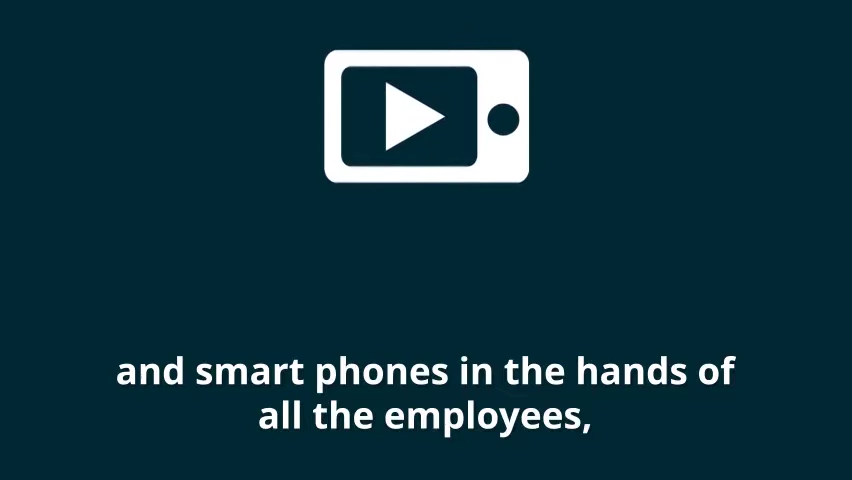 and smart phones in the hands of
all the employees,